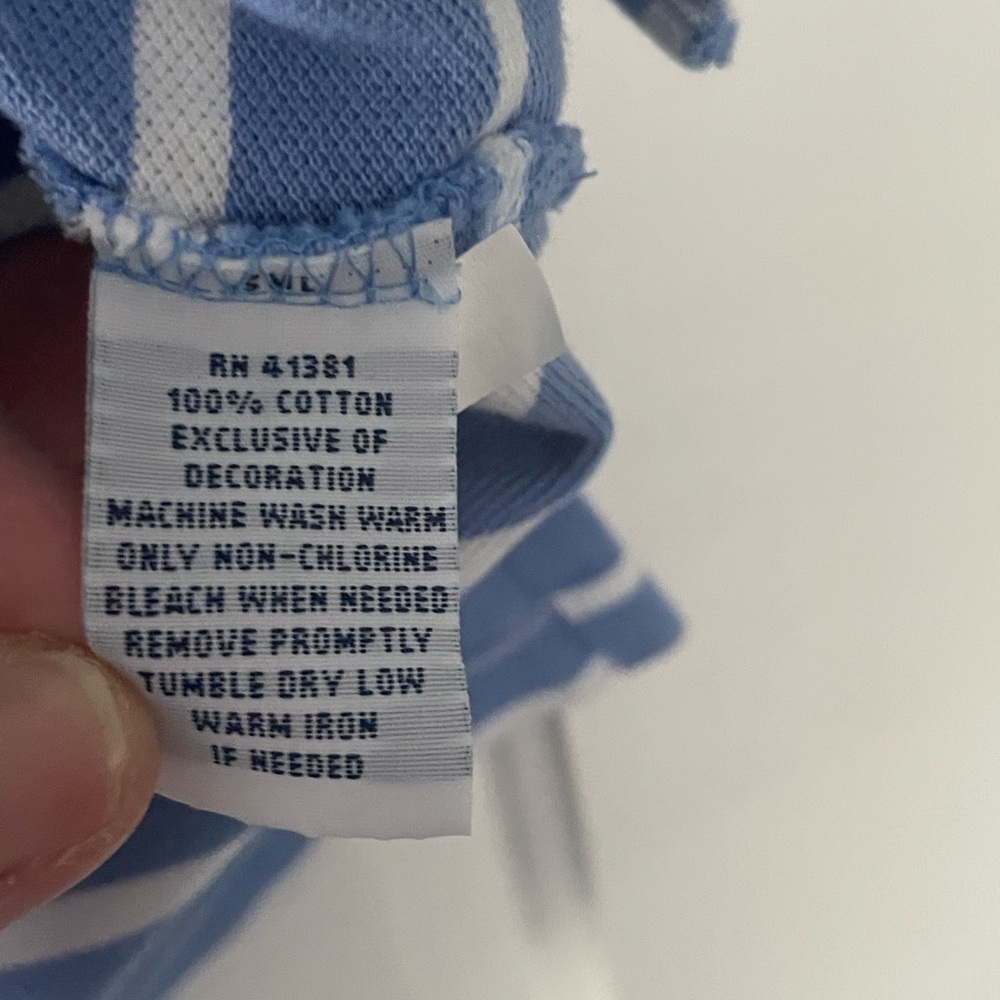 RN 41381
100% COTTON
EXCLUSIVE OF
DECORATION
MACHINE WASH WARM
ONLY NON-CHLORINE
BLEACH WHEN NEEDED
REMOVE PROMPTLY
TUMBLE DRY LOW
WARM IRON
IF NEEDED